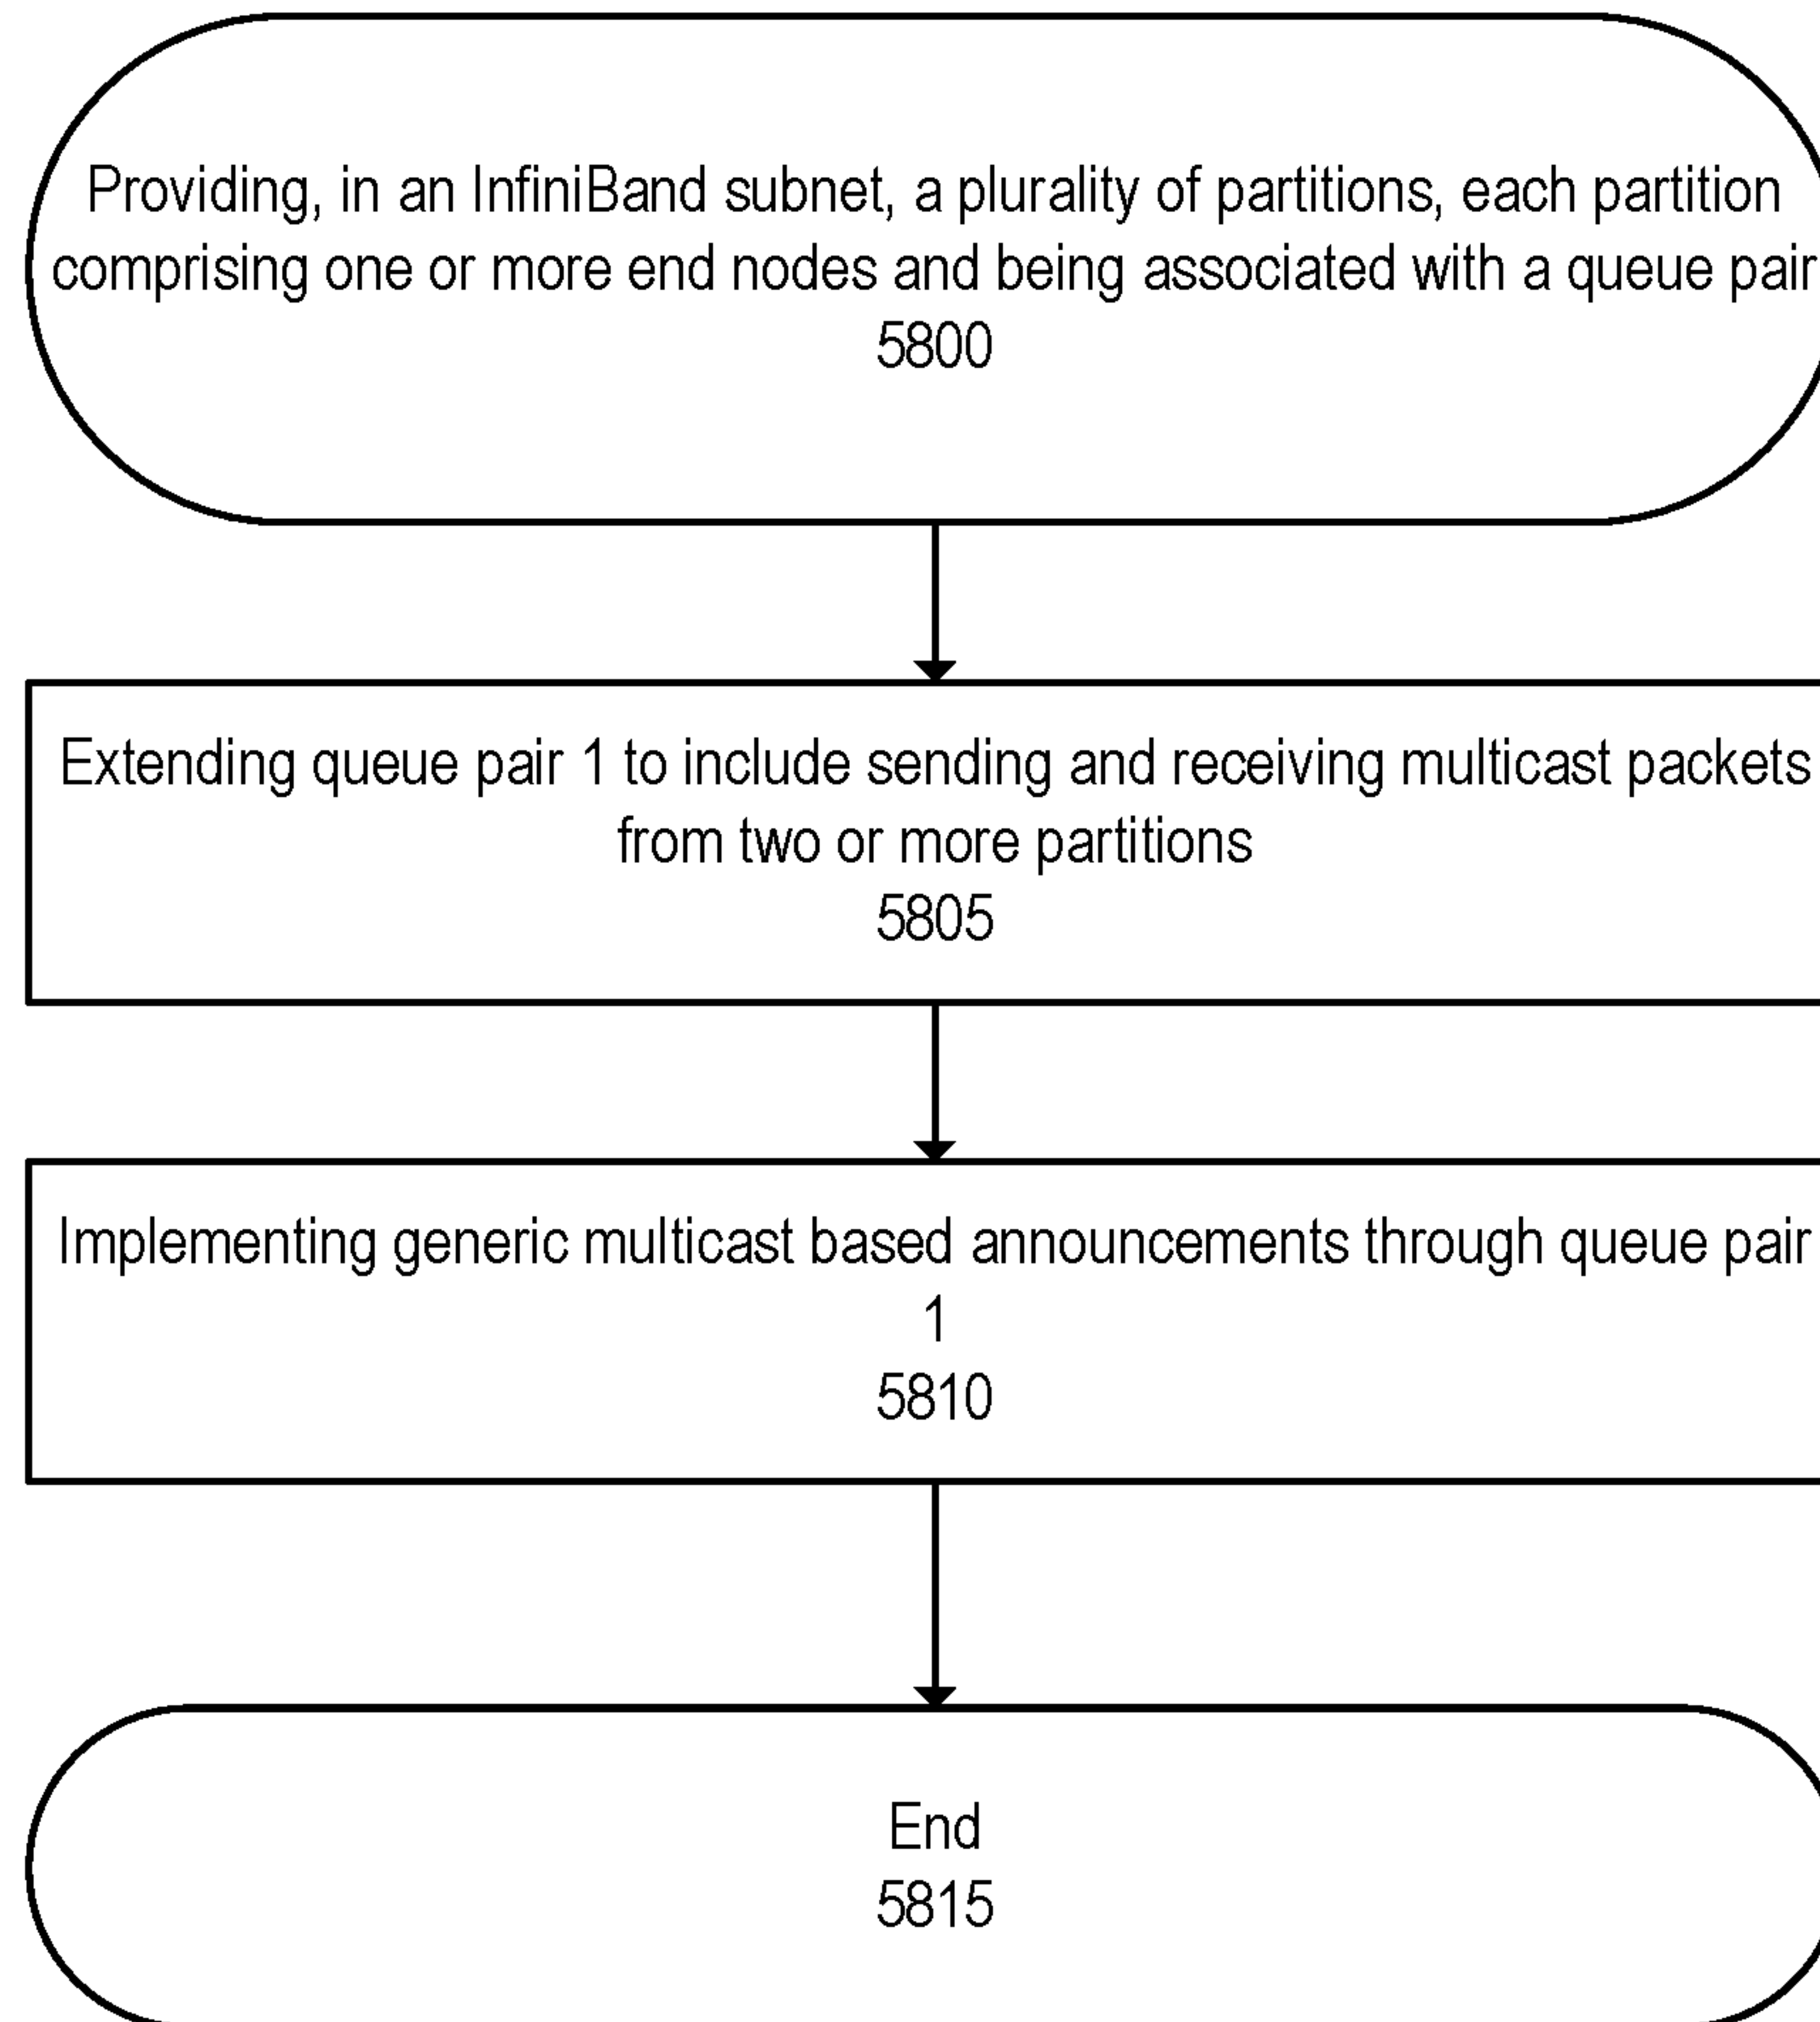 Providing, in an InfiniBand subnet, a plurality of partitions, each partition
comprising one or more end nodes and being associated with a queue pair
5800
Extending queue pair 1 to include sending and receiving multicast packets
from two or more partitions
5805
Implementing generic multicast based announcements through queue pair
1
5810
End
5815